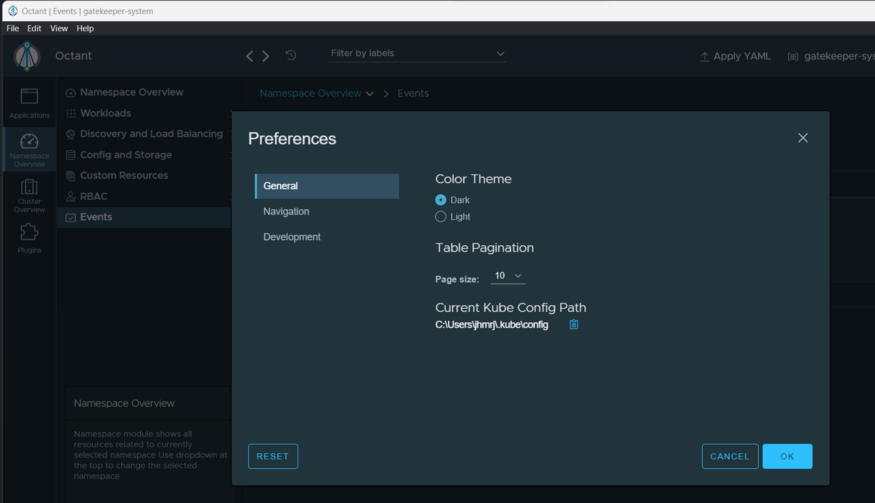 Octant | Events | gatekeeper-system
File Edit View Help
Octant
Filter by labels
Apply YAML
gatekeeper-sys
Applications
Namespace
Overview
Cluster
Overview
Plugins
Namespace Overview
Workloads
Discovery and Load Balancing
Config and Storage
Custom Resources
RBAC
Events
Namespace Overview
Namespace module shows all
resources related to currently
selected namespace Use dropdown at
the top to change the selected
namespace
Namespace Overview > Events
Preferences
General
Navigation
Development
Color Theme
Dark
Light
Table Pagination
Page size: 10
Current Kube Config Path
C:\Users\jhmrj\.kube\config
RESET
CANCEL
OK